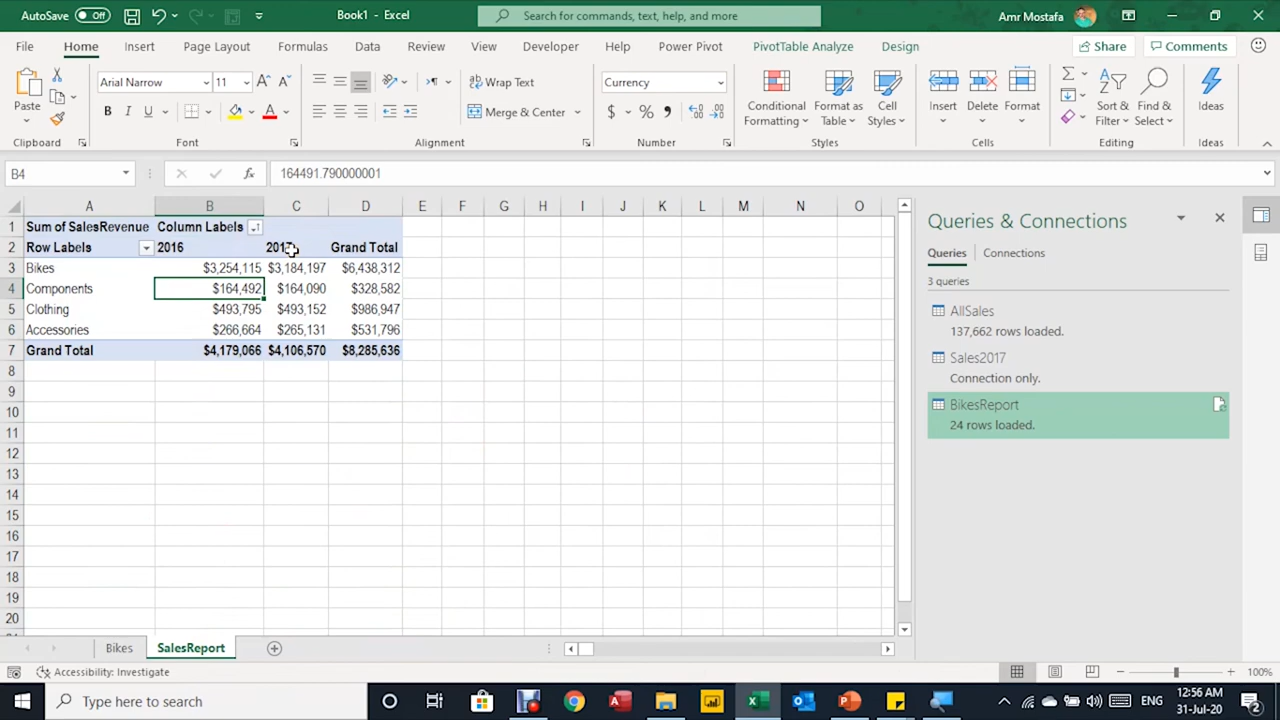 AutoSave Off Book1 - Excel Search for commands, text, help, and more Amr Mostafa
File Home Insert Page Layout Formulas Data Review View Developer Help Power Pivot PivotTable Analyze Design Share Comments
Paste Arial Narrow 11 Wrap Text Currency Conditional Formatting Format as Table Cell Styles Insert Delete Format Sort & Filter Find & Select Ideas
B I U Merge & Center $ % ,
Clipboard Font Alignment Number Styles Cells Editing Ideas
B4 fx 164491.790000001
A B C D E F G H I J K L M N O
1 Sum of SalesRevenue Column Labels
2 Row Labels 2016 Grand Total
3 Bikes $3,254,115 $3,184,197 $6,438,312
4 Components $164,492 $164,090 $328,582
5 Clothing $493,795 $493,152 $986,947
6 Accessories $266,664 $265,131 $531,796
7 Grand Total $4,179,066 $4,106,570 $8,285,636
8
9
10
11
12
13
14
15
16
17
18
19
20
Queries & Connections
Queries Connections
3 queries
AllSales
137,662 rows loaded.
Sales2017
Connection only.
BikesReport
24 rows loaded.
Bikes SalesReport
Accessibility: Investigate 100%
Type here to search ENG 12:56 AM
31-Jul-20 2